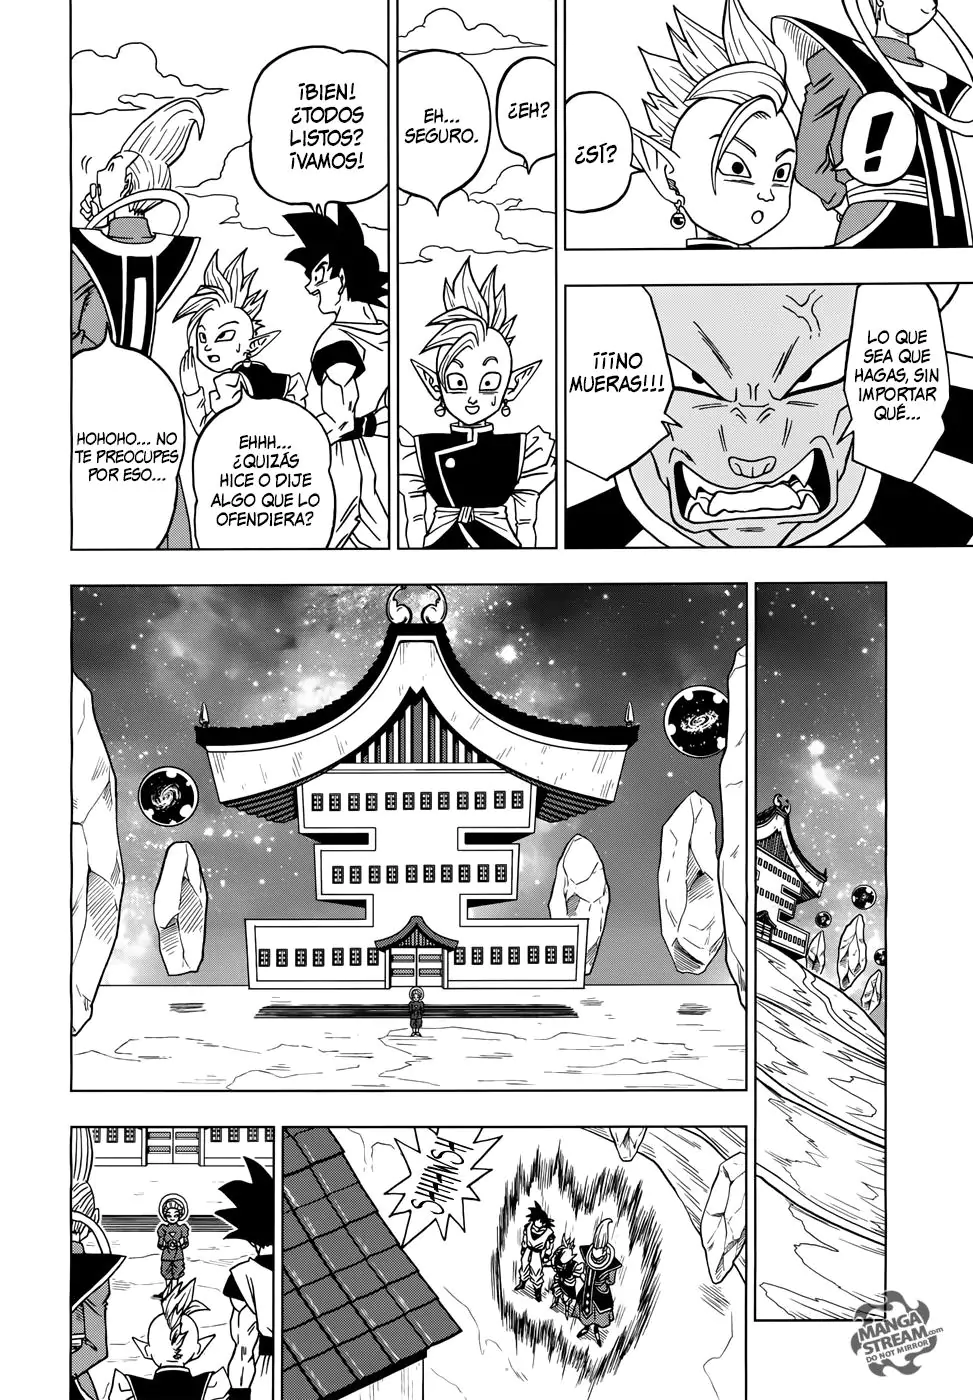 !
¿SÍ?
LO QUE
SEA QUE
HAGAS, SIN
IMPORTAR
QUÉ...
¡¡¡NO
MUERAS!!!
¿EH?
EH...
SEGURO.
¡BIEN!
¿TODOS
LISTOS?
¡VAMOS!
EHHH...
¿QUIZÁS
HICE O DIJE
ALGO QUE LO
OFENDIERA?
HOHOHO... NO
TE PREOCUPES
POR ESO...
MANGA
STREAM.com
DO NOT MIRROR